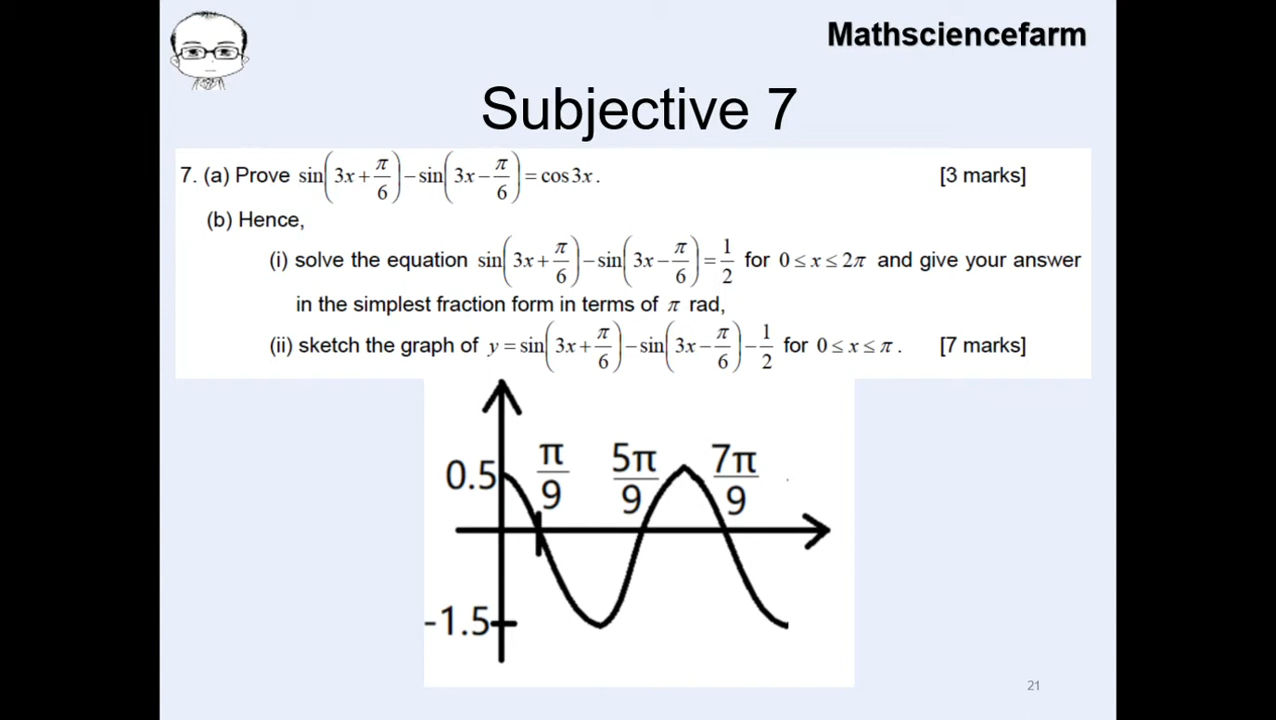 Mathsciencefarm
Subjective 7
7. (a) Prove sin(3x + π/6) − sin(3x − π/6) = cos 3x. [3 marks]
(b) Hence,
(i) solve the equation sin(3x + π/6) − sin(3x − π/6) = 1/2 for 0 ≤ x ≤ 2π and give your answer
in the simplest fraction form in terms of π rad,
(ii) sketch the graph of y = sin(3x + π/6) − sin(3x − π/6) − 1/2 for 0 ≤ x ≤ π. [7 marks]
0.5 π/9 5π/9 7π/9
-1.5
21